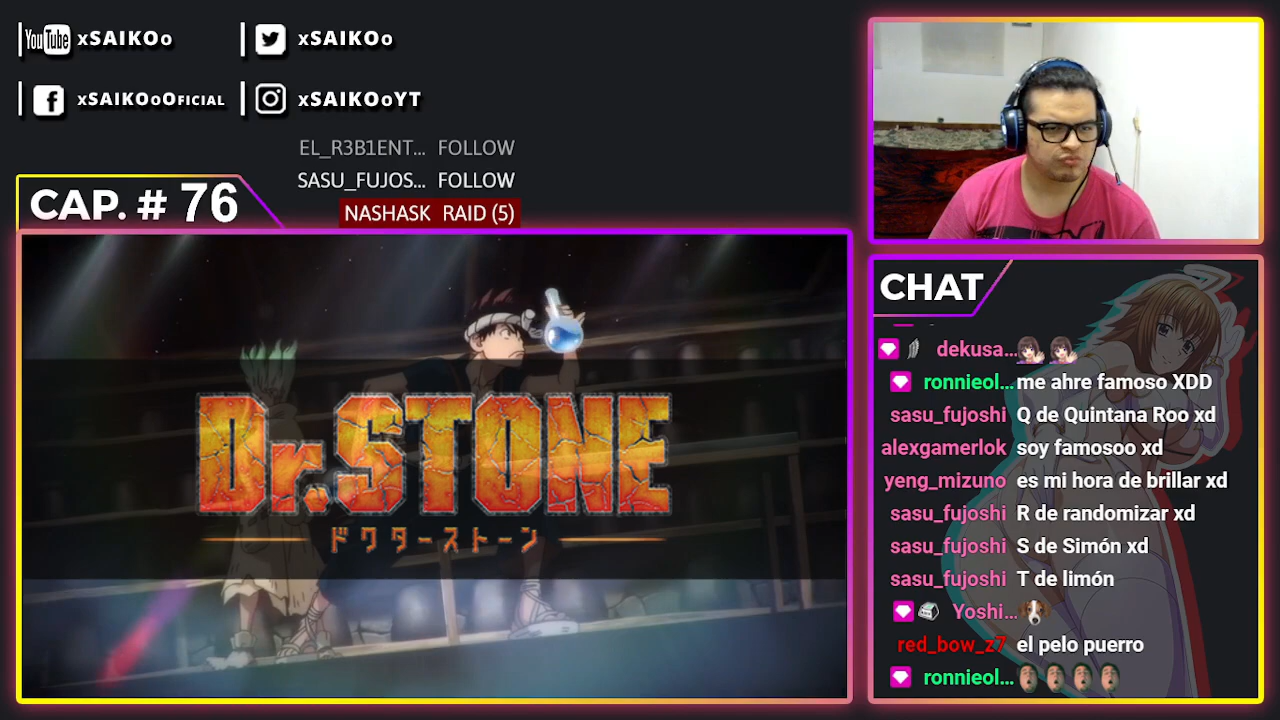 YouTube xSAIKOo
xSAIKOo
xSAIKOoOFICIAL
xSAIKOoYT
EL_R3B1ENT... FOLLOW
SASU_FUJOS... FOLLOW
NASHASK RAID (5)
CAP. # 76
Dr.STONE
ドクターストーン
CHAT
dekusa...
ronnieol... me ahre famoso XDD
sasu_fujoshi Q de Quintana Roo xd
alexgamerlok soy famosoo xd
yeng_mizuno es mi hora de brillar xd
sasu_fujoshi R de randomizar xd
sasu_fujoshi S de Simón xd
sasu_fujoshi T de limón
Yoshi...
red_bow_z7 el pelo puerro
ronnieol...